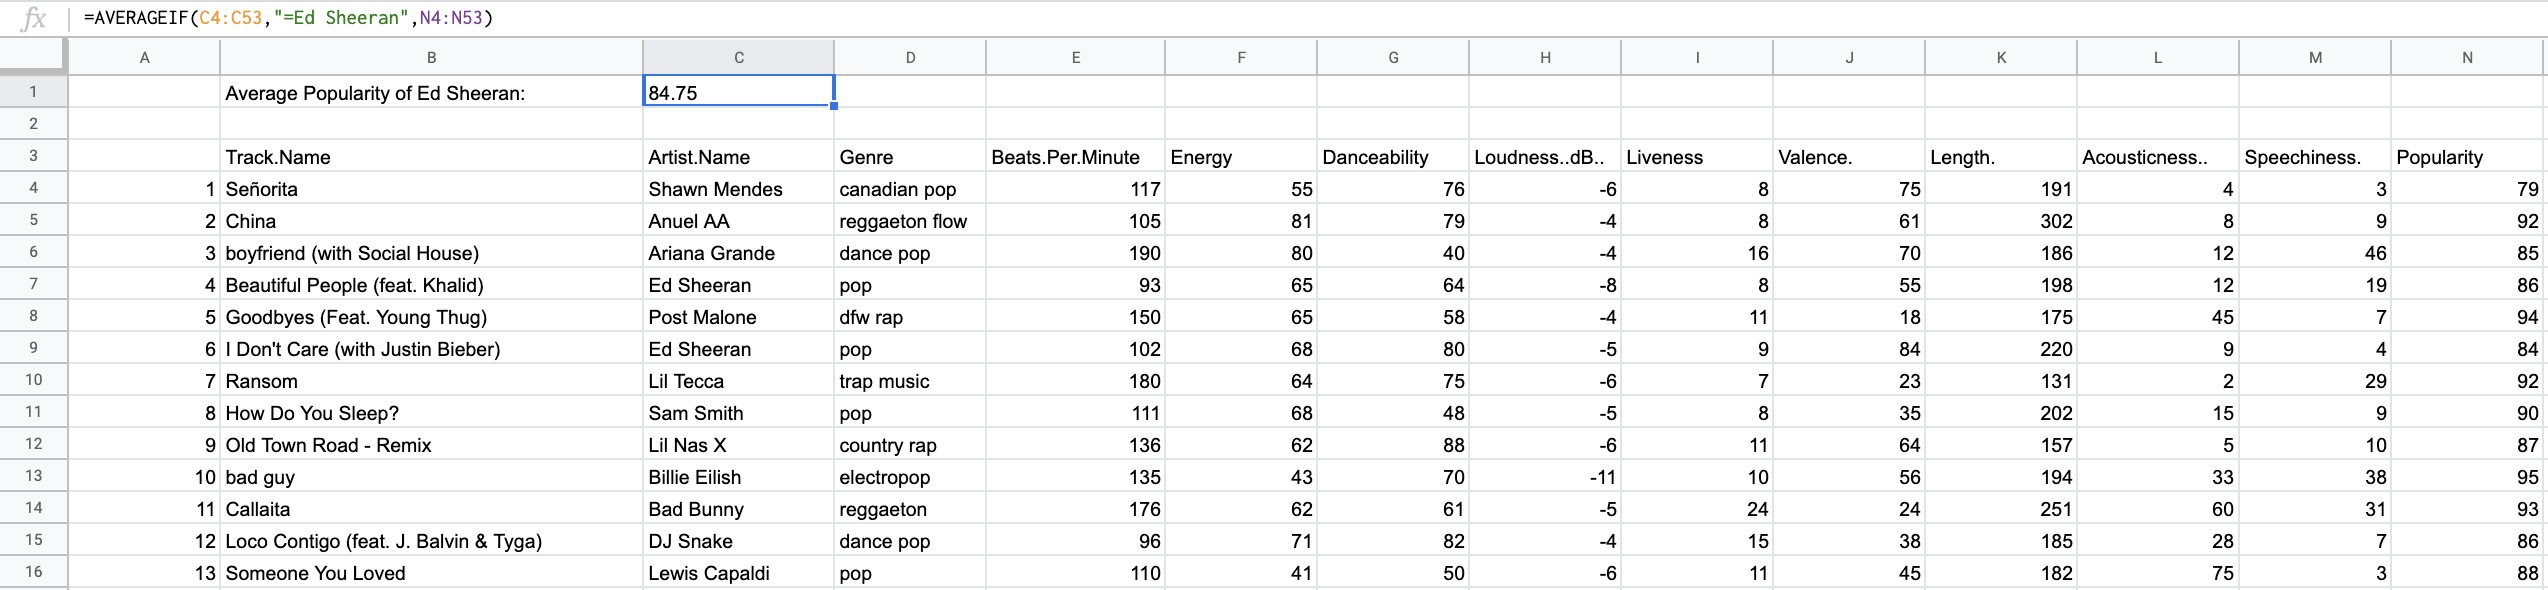 fx =AVERAGEIF(C4:C53,"=Ed Sheeran",N4:N53)
A B C D E F G H I J K L M N
1 Average Popularity of Ed Sheeran: 84.75
2
3 Track.Name Artist.Name Genre Beats.Per.Minute Energy Danceability Loudness..dB.. Liveness Valence. Length. Acousticness.. Speechiness. Popularity
4 1 Señorita Shawn Mendes canadian pop 117 55 76 -6 8 75 191 4 3 79
5 2 China Anuel AA reggaeton flow 105 81 79 -4 8 61 302 8 9 92
6 3 boyfriend (with Social House) Ariana Grande dance pop 190 80 40 -4 16 70 186 12 46 85
7 4 Beautiful People (feat. Khalid) Ed Sheeran pop 93 65 64 -8 8 55 198 12 19 86
8 5 Goodbyes (Feat. Young Thug) Post Malone dfw rap 150 65 58 -4 11 18 175 45 7 94
9 6 I Don't Care (with Justin Bieber) Ed Sheeran pop 102 68 80 -5 9 84 220 9 4 84
10 7 Ransom Lil Tecca trap music 180 64 75 -6 7 23 131 2 29 92
11 8 How Do You Sleep? Sam Smith pop 111 68 48 -5 8 35 202 15 9 90
12 9 Old Town Road - Remix Lil Nas X country rap 136 62 88 -6 11 64 157 5 10 87
13 10 bad guy Billie Eilish electropop 135 43 70 -11 10 56 194 33 38 95
14 11 Callaita Bad Bunny reggaeton 176 62 61 -5 24 24 251 60 31 93
15 12 Loco Contigo (feat. J. Balvin & Tyga) DJ Snake dance pop 96 71 82 -4 15 38 185 28 7 86
16 13 Someone You Loved Lewis Capaldi pop 110 41 50 -6 11 45 182 75 3 88